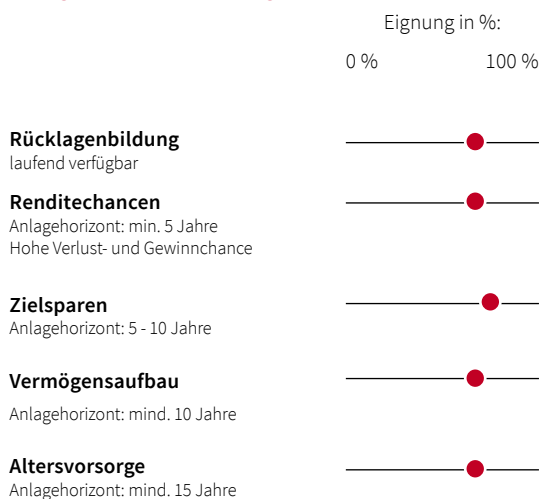 Eignung in %:
0 % 100 %
Rücklagenbildung
laufend verfügbar
Renditechancen
Anlagehorizont: min. 5 Jahre
Hohe Verlust- und Gewinnchance
Zielsparen
Anlagehorizont: 5 - 10 Jahre
Vermögensaufbau
Anlagehorizont: mind. 10 Jahre
Altersvorsorge
Anlagehorizont: mind. 15 Jahre